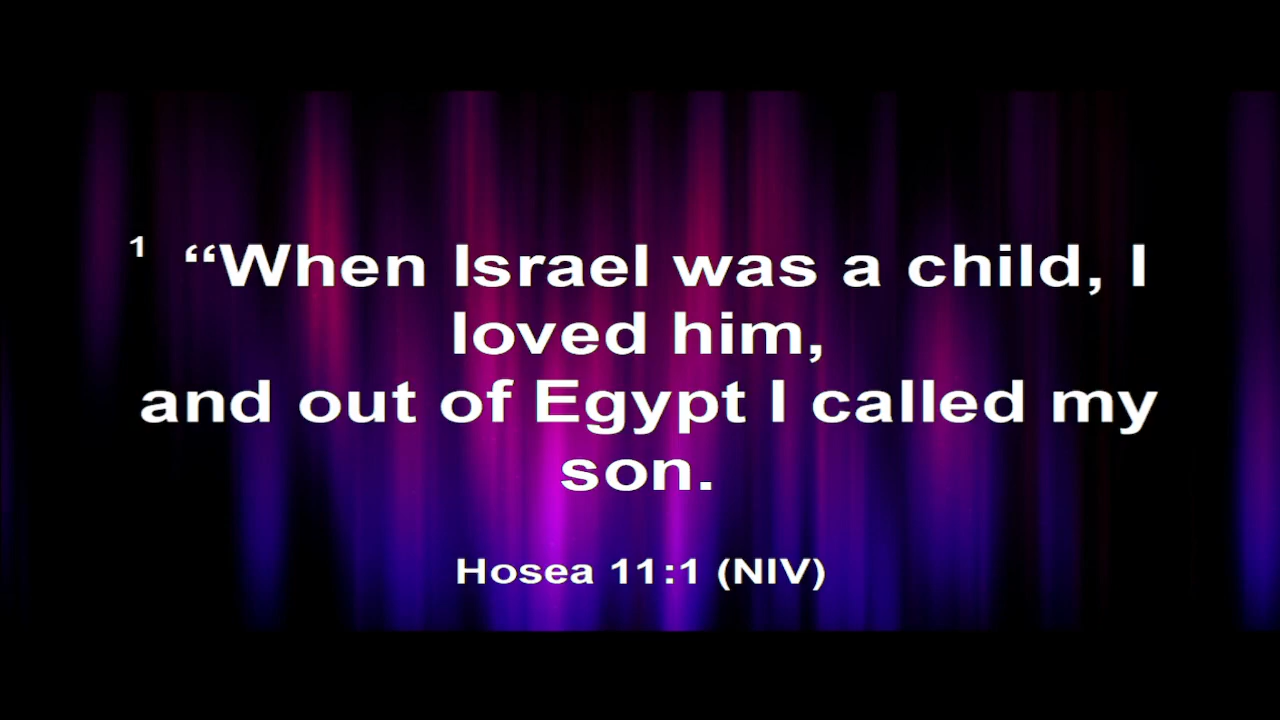 1 “When Israel was a child, I
loved him,
and out of Egypt I called my
son.
Hosea 11:1 (NIV)